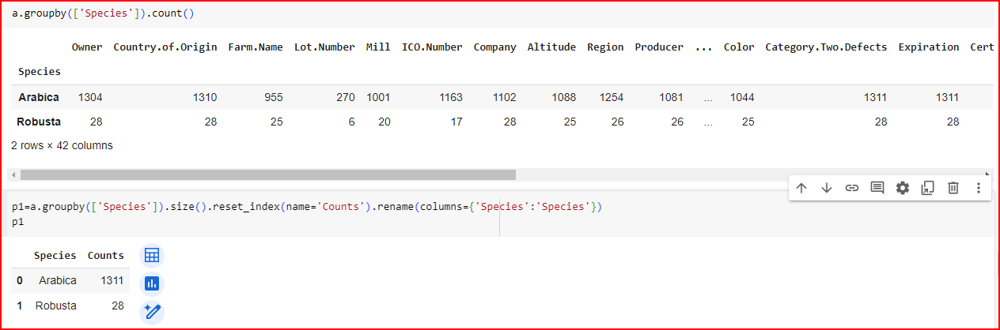 a.groupby(['Species']).count()
Owner Country.of.Origin Farm.Name Lot.Number Mill ICO.Number Company Altitude Region Producer ... Color Category.Two.Defects Expiration Cert
Species
Arabica 1304 1310 955 270 1001 1163 1102 1088 1254 1081 ... 1044 1311 1311
Robusta 28 28 25 6 20 17 28 25 26 26 ... 25 28 28
2 rows × 42 columns
p1=a.groupby(['Species']).size().reset_index(name='Counts').rename(columns={'Species':'Species'})
p1
Species Counts
0 Arabica 1311
1 Robusta 28